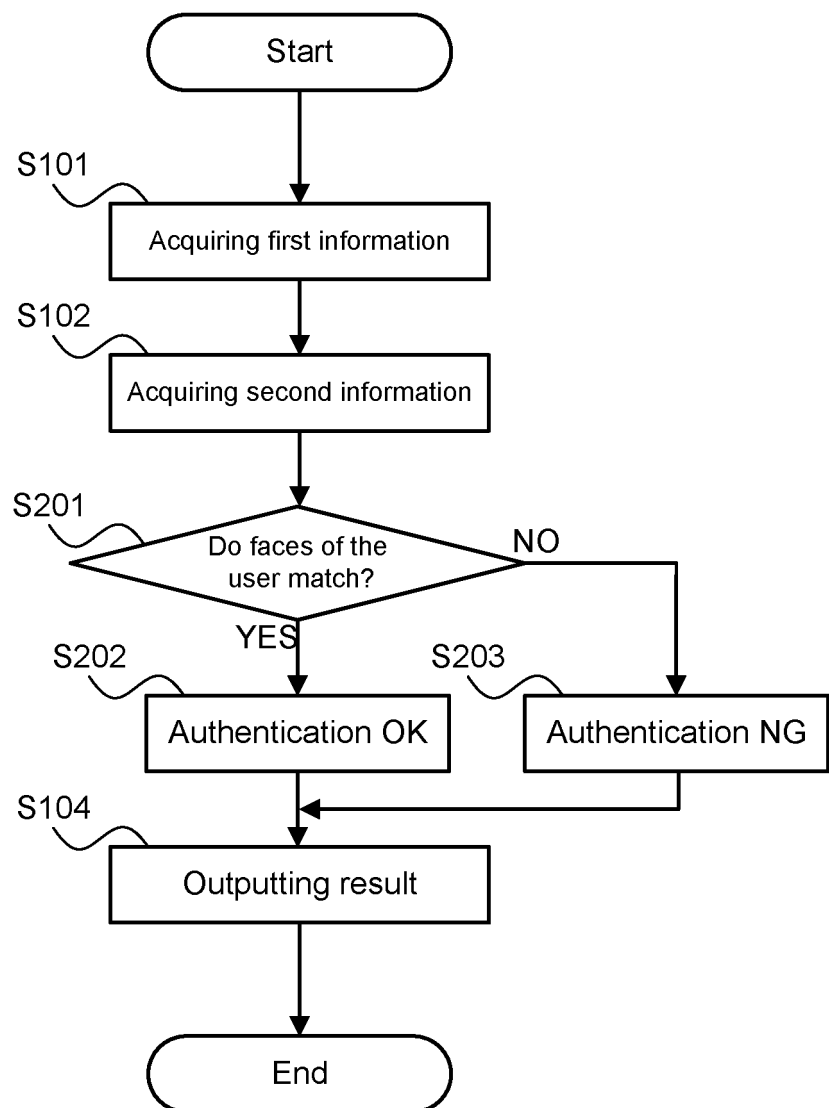 Start
S101
Acquiring first information
S102
Acquiring second information
S201
Do faces of the
user match?
NO
YES
S202
Authentication OK
S203
Authentication NG
S104
Outputting result
End